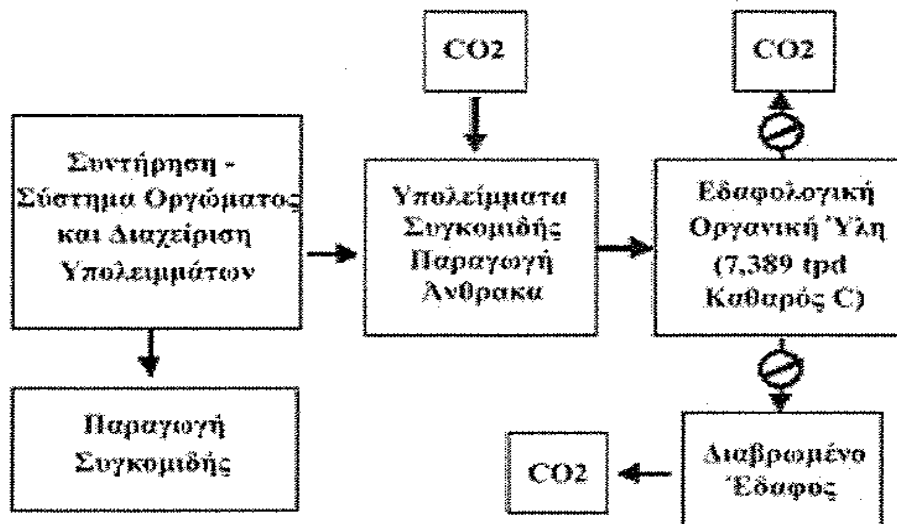 CO2
CO2
Συντήρηση -
Σύστημα Οργώματος
και Διαχείριση
Υπολειμμάτων
Υπολείμματα
Συγκομιδής
Παραγωγή
Άνθρακα
Εδαφολογική
Οργανική Ύλη
(7,389 tpd
Καθαρός C)
Παραγωγή
Συγκομιδής
CO2
Διαβρωμένο
Έδαφος